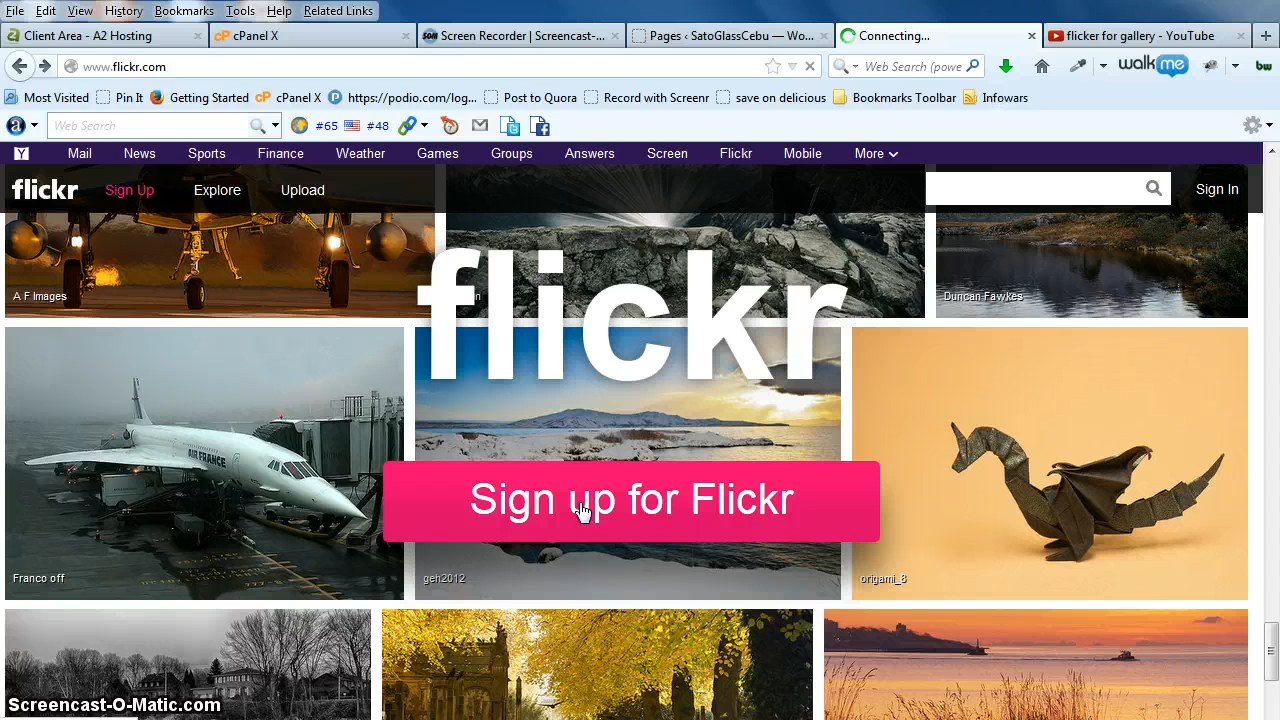 File Edit View History Bookmarks Tools Help Related Links
Client Area - A2 Hosting
cPanel X
Screen Recorder | Screencast-...
Pages ‹ SatoGlassCebu — Wo...
Connecting...
flicker for gallery - YouTube
www.flickr.com
Web Search (powe
walkme
bw
Most Visited Pin It Getting Started cPanel X https://podio.com/log... Post to Quora Record with Screenr save on delicious Bookmarks Toolbar Infowars
Web Search
#65 #48
Mail News Sports Finance Weather Games Groups Answers Screen Flickr Mobile More
flickr Sign Up Explore Upload Sign In
A F Images
Duncan Fawkes
flickr
AIR FRANCE
Sign up for Flickr
Franco off
geh2012
origami_8
Screencast-O-Matic.com